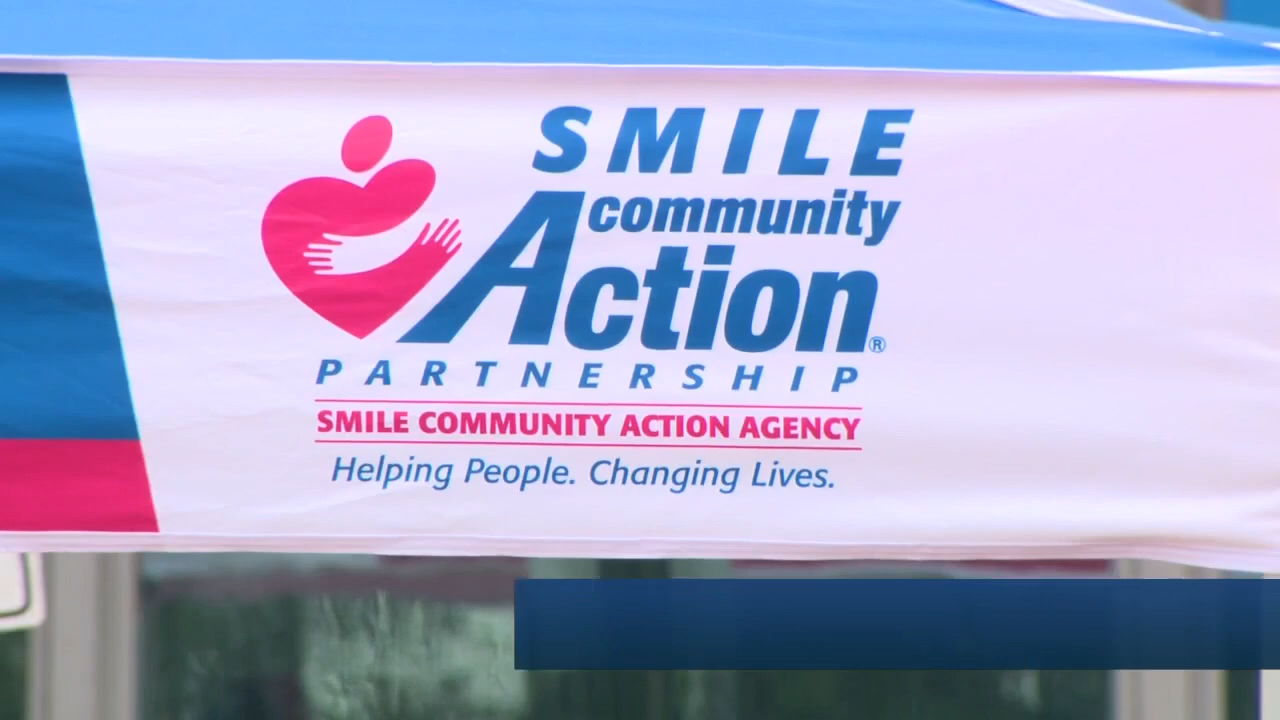 SMILE
community
Action®
PARTNERSHIP
SMILE COMMUNITY ACTION AGENCY
Helping People. Changing Lives.